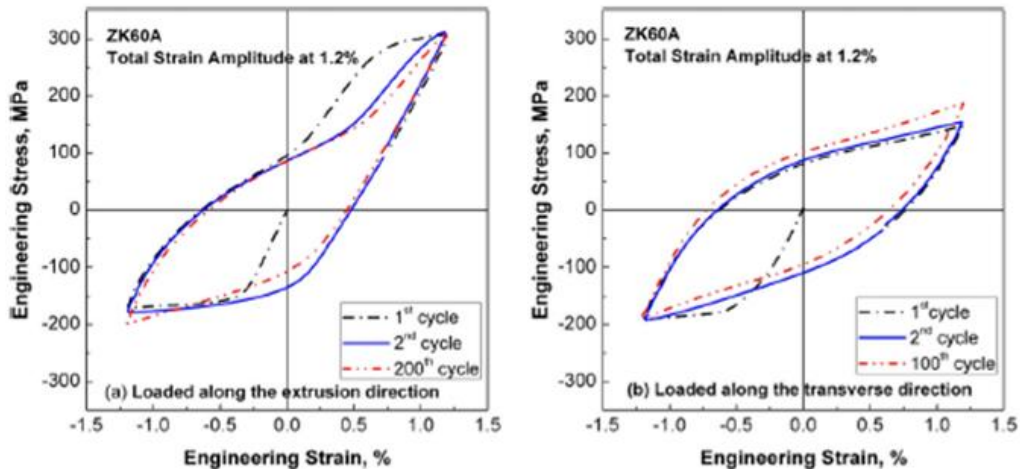 ZK60A
Total Strain Amplitude at 1.2%
Engineering Stress, MPa
300
200
100
0
-100
-200
-300
1st cycle
2nd cycle
200th cycle
(a) Loaded along the extrusion direction
-1.5 -1.0 -0.5 0.0 0.5 1.0 1.5
Engineering Strain, %
ZK60A
Total Strain Amplitude at 1.2%
Engineering Stress, MPa
300
200
100
0
-100
-200
-300
1st cycle
2nd cycle
100th cycle
(b) Loaded along the transverse direction
-1.5 -1.0 -0.5 0.0 0.5 1.0 1.5
Engineering Strain, %